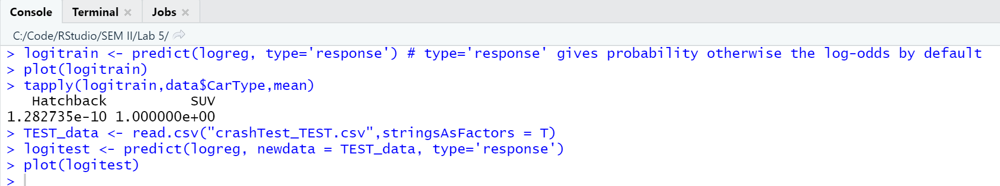 Console Terminal Jobs
C:/Code/RStudio/SEM II/Lab 5/
> logitrain <- predict(logreg, type='response') # type='response' gives probability otherwise the log-odds by default
> plot(logitrain)
> tapply(logitrain,data$CarType,mean)
   Hatchback          SUV
1.282735e-10 1.000000e+00
> TEST_data <- read.csv("crashTest_TEST.csv",stringsAsFactors = T)
> logitest <- predict(logreg, newdata = TEST_data, type='response')
> plot(logitest)
>